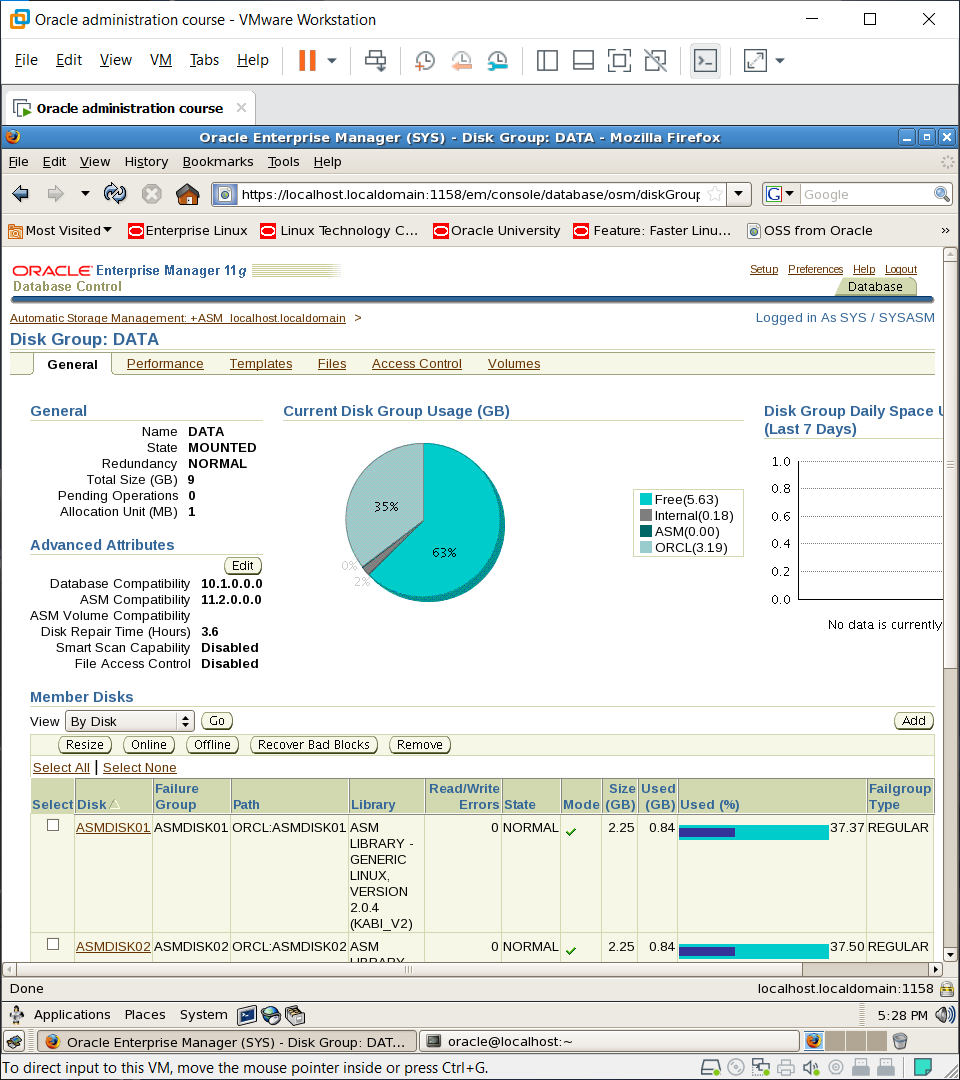 Oracle administration course - VMware Workstation
File Edit View VM Tabs Help
Oracle administration course
Oracle Enterprise Manager (SYS) - Disk Group: DATA - Mozilla Firefox
File Edit View History Bookmarks Tools Help
https://localhost.localdomain:1158/em/console/database/osm/diskGroup
G Google
Most Visited Enterprise Linux Linux Technology C... Oracle University Feature: Faster Linu... OSS from Oracle »
ORACLE Enterprise Manager 11g
Database Control
Setup Preferences Help Logout
Database
Automatic Storage Management: +ASM_localhost.localdomain >
Logged in As SYS / SYSASM
Disk Group: DATA
General Performance Templates Files Access Control Volumes
General
Name DATA
State MOUNTED
Redundancy NORMAL
Total Size (GB) 9
Pending Operations 0
Allocation Unit (MB) 1
Advanced Attributes
Edit
Database Compatibility 10.1.0.0.0
ASM Compatibility 11.2.0.0.0
ASM Volume Compatibility
Disk Repair Time (Hours) 3.6
Smart Scan Capability Disabled
File Access Control Disabled
Current Disk Group Usage (GB)
35%
63%
0%
2%
Free(5.63)
Internal(0.18)
ASM(0.00)
ORCL(3.19)
Disk Group Daily Space U
(Last 7 Days)
1.0
0.8
0.6
0.4
0.2
0.0
No data is currently
Member Disks
View By Disk Go Add
Resize Online Offline Recover Bad Blocks Remove
Select All | Select None
Select Disk Failure Group Path Library Read/Write Errors State Mode Size (GB) Used (GB) Used (%) Failgroup Type
ASMDISK01 ASMDISK01 ORCL:ASMDISK01 ASM 0 NORMAL 2.25 0.84 37.37 REGULAR
LIBRARY -
GENERIC
LINUX,
VERSION
2.0.4
(KABI_V2)
ASMDISK02 ASMDISK02 ORCL:ASMDISK02 ASM 0 NORMAL 2.25 0.84 37.50 REGULAR
LIBRARY
Done
localhost.localdomain:1158
Applications Places System
5:28 PM
Oracle Enterprise Manager (SYS) - Disk Group: DAT... oracle@localhost:~
To direct input to this VM, move the mouse pointer inside or press Ctrl+G.